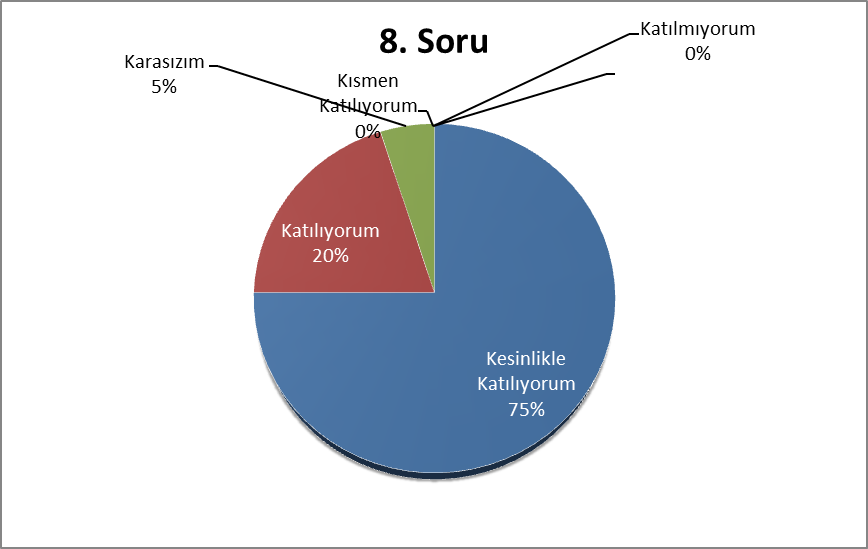 8. Soru
Katılmıyorum
0%
Karasızım
5%
Kısmen
Katılıyorum
0%
Katılıyorum
20%
Kesinlikle
Katılıyorum
75%